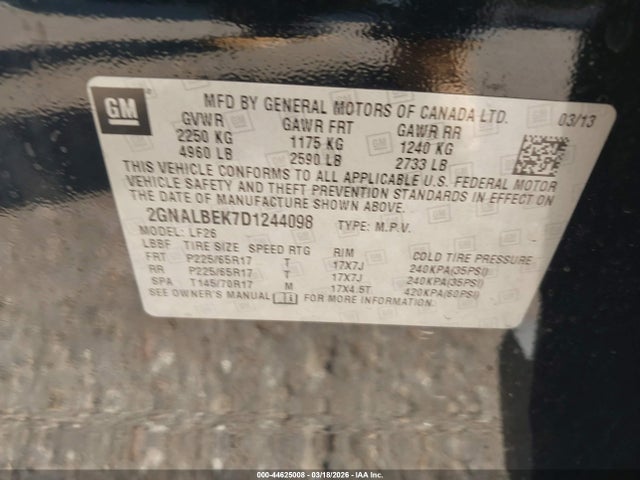 GM
MFD BY GENERAL MOTORS OF CANADA LTD. 03/13
GVWR GAWR FRT GAWR RR
2250 KG 1175 KG 1240 KG
4960 LB 2590 LB 2733 LB
THIS VEHICLE CONFORMS TO ALL APPLICABLE U.S. FEDERAL MOTOR
VEHICLE SAFETY AND THEFT PREVENTION STANDARDS IN EFFECT ON
THE DATE OF MANUFACTURE SHOWN ABOVE.
2GNALBEK7D1244098 TYPE: M.P.V.
MODEL: LF26
LBBF TIRE SIZE SPEED RTG RIM COLD TIRE PRESSURE
FRT P225/65R17 T 17X7J 240KPA(35PSI)
RR P225/65R17 T 17X7J 240KPA(35PSI)
SPA T145/70R17 M 17X4.5T 420KPA(60PSI)
SEE OWNER'S MANUAL FOR MORE INFORMATION.
000-44625008 - 03/18/2026 - IAA Inc.